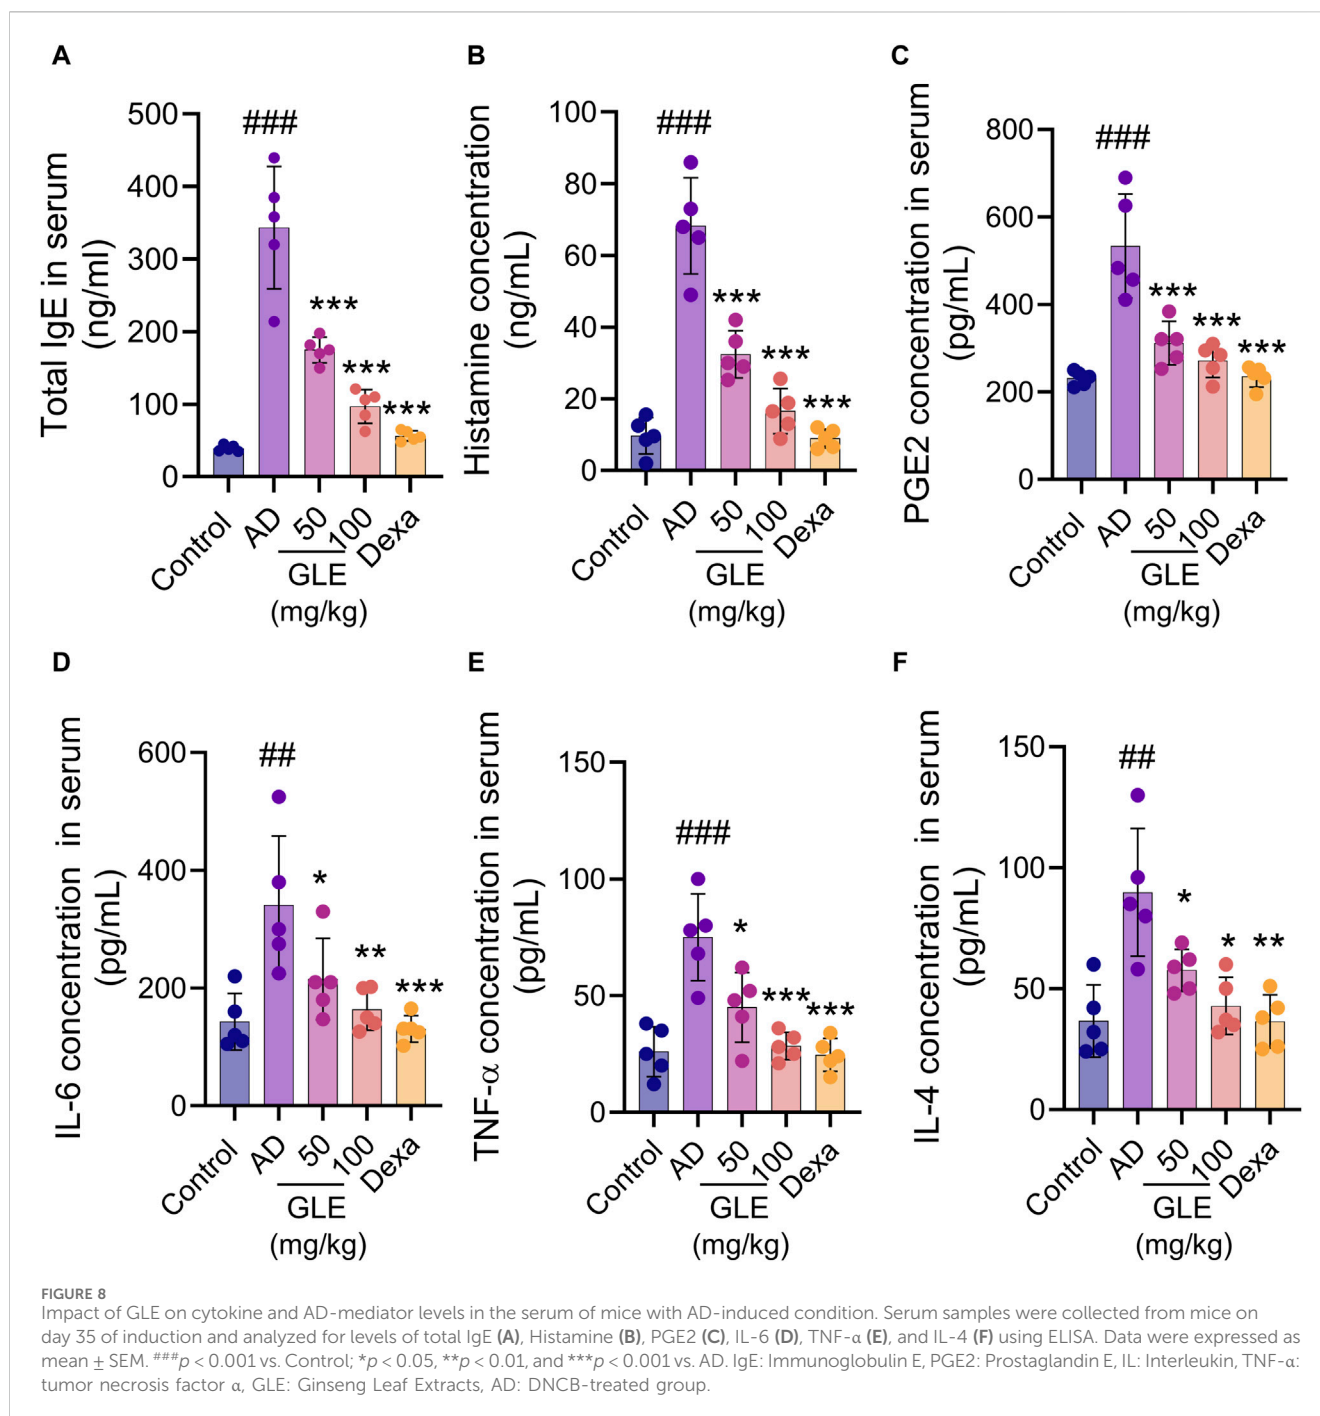 A
Total IgE in serum
(ng/ml)
500
400
300
200
100
0
###
***
***
***
Control
AD
50
100
Dexa
GLE
(mg/kg)
B
Histamine concentration
(ng/mL)
100
80
60
40
20
0
###
***
***
***
Control
AD
50
100
Dexa
GLE
(mg/kg)
C
PGE2 concentration in serum
(pg/mL)
800
600
400
200
0
###
***
***
***
Control
AD
50
100
Dexa
GLE
(mg/kg)
D
IL-6 concentration in serum
(pg/mL)
600
400
200
0
##
*
**
***
Control
AD
50
100
Dexa
GLE
(mg/kg)
E
TNF-α concentration in serum
(pg/mL)
150
100
50
0
###
*
***
***
Control
AD
50
100
Dexa
GLE
(mg/kg)
F
IL-4 concentration in serum
(pg/mL)
150
100
50
0
##
*
*
**
Control
AD
50
100
Dexa
GLE
(mg/kg)
FIGURE 8
Impact of GLE on cytokine and AD-mediator levels in the serum of mice with AD-induced condition. Serum samples were collected from mice on
day 35 of induction and analyzed for levels of total IgE (A), Histamine (B), PGE2 (C), IL-6 (D), TNF-α (E), and IL-4 (F) using ELISA. Data were expressed as
mean ± SEM. ###p < 0.001 vs. Control; *p < 0.05, **p < 0.01, and ***p < 0.001 vs. AD. IgE: Immunoglobulin E, PGE2: Prostaglandin E, IL: Interleukin, TNF-α:
tumor necrosis factor α, GLE: Ginseng Leaf Extracts, AD: DNCB-treated group.